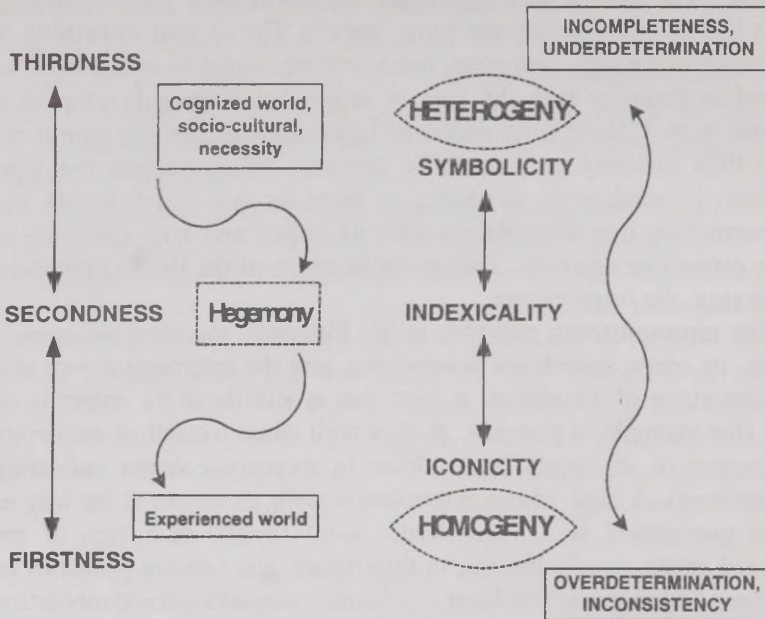 INCOMPLETENESS,
UNDERDETERMINATION
THIRDNESS
Cognized world,
socio-cultural,
necessity
HETEROGENY
SYMBOLICITY
SECONDNESS
Hegemony
INDEXICALITY
ICONICITY
Experienced world
HOMOGENY
FIRSTNESS
OVERDETERMINATION,
INCONSISTENCY